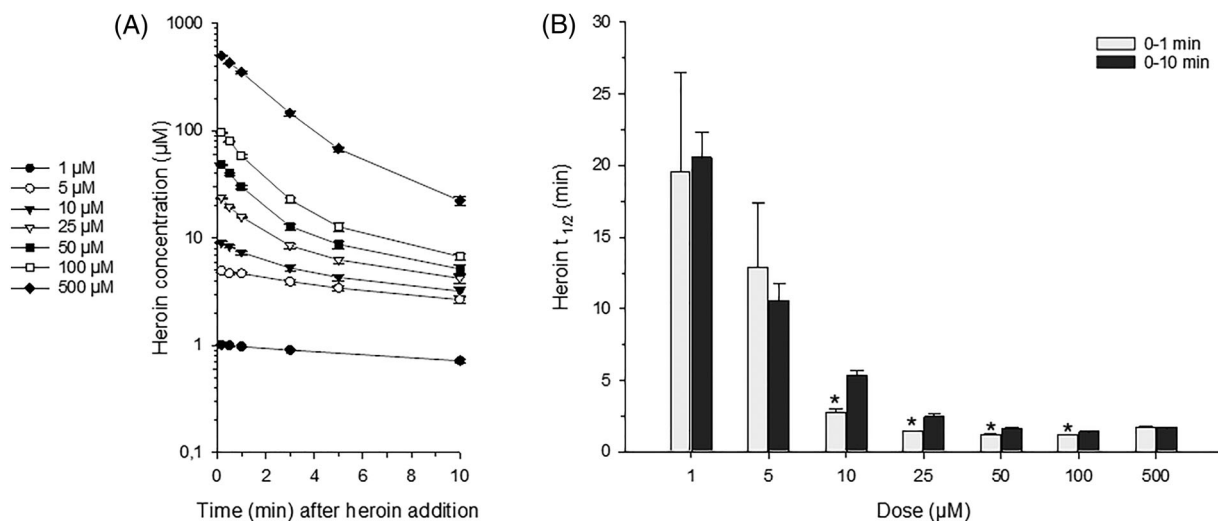 (A)
1000
100
10
1
0,1
Heroin concentration (µM)
0 2 4 6 8 10
Time (min) after heroin addition
1 µM
5 µM
10 µM
25 µM
50 µM
100 µM
500 µM
(B)
30
25
20
15
10
5
0
Heroin t1/2 (min)
0-1 min
0-10 min
* * * *
1 5 10 25 50 100 500
Dose (µM)